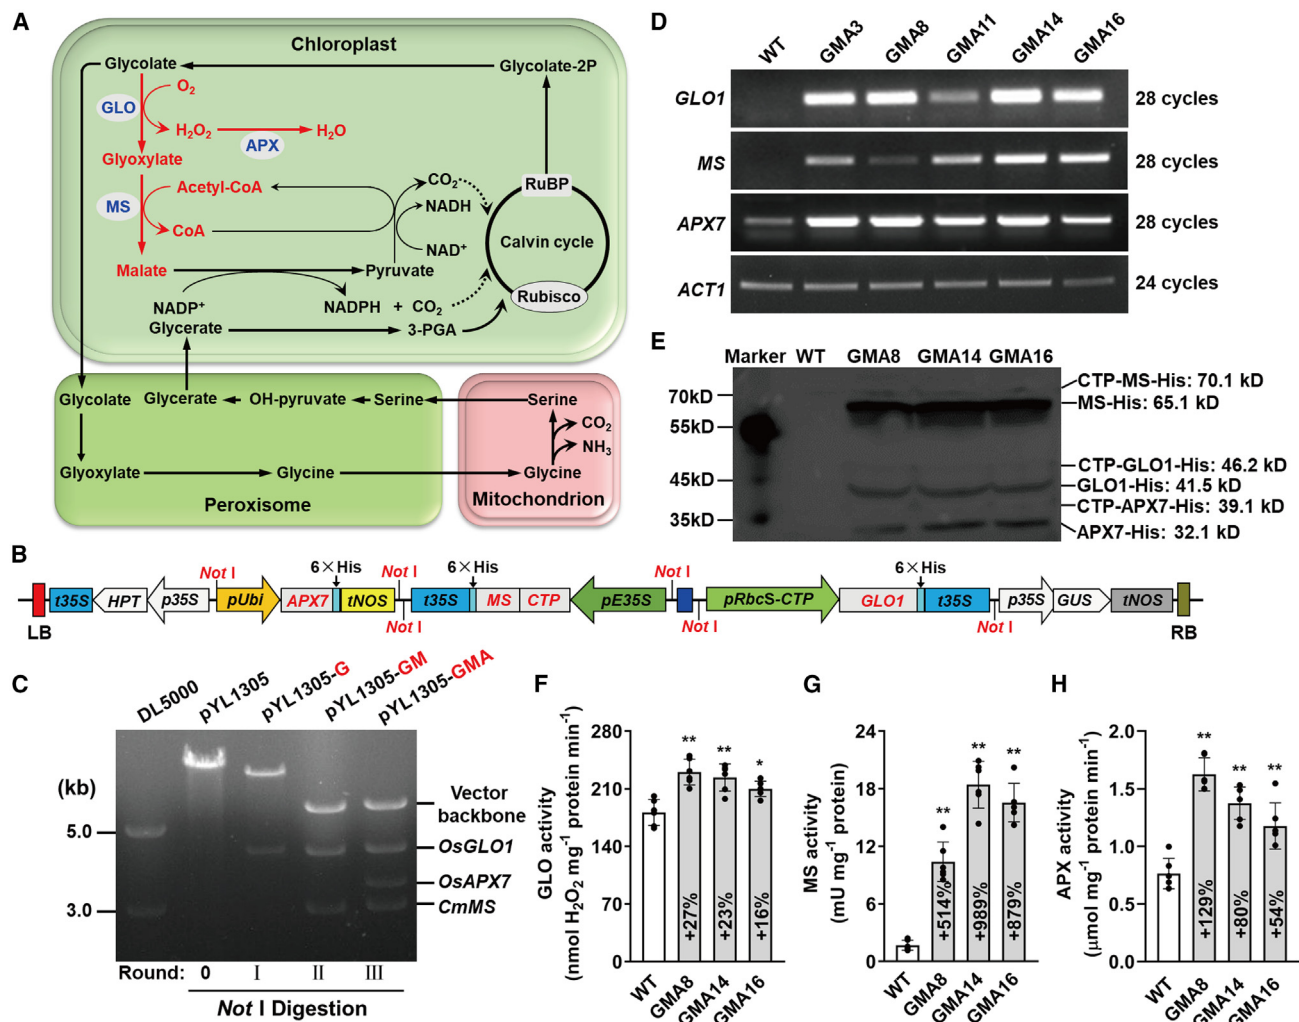 A
Chloroplast
Glycolate
Glycolate-2P
GLO
O2
H2O2
APX
H2O
Glyoxylate
MS
Acetyl-CoA
CoA
CO2
NADH
NAD+
RuBP
Calvin cycle
Rubisco
Malate
Pyruvate
NADP+
NADPH + CO2
Glycerate
3-PGA
Glycolate
Glycerate
OH-pyruvate
Serine
Serine
CO2
NH3
Glyoxylate
Glycine
Glycine
Peroxisome
Mitochondrion
D
WT GMA3 GMA8 GMA11 GMA14 GMA16
GLO1 28 cycles
MS 28 cycles
APX7 28 cycles
ACT1 24 cycles
E
Marker WT GMA8 GMA14 GMA16
70kD
55kD
45kD
35kD
CTP-MS-His: 70.1 kD
MS-His: 65.1 kD
CTP-GLO1-His: 46.2 kD
GLO1-His: 41.5 kD
CTP-APX7-His: 39.1 kD
APX7-His: 32.1 kD
B
Not I 6×His Not I 6×His Not I 6×His
t35S HPT p35S pUbi APX7 tNOS t35S MS CTP pE35S pRbcS-CTP GLO1 t35S p35S GUS tNOS
LB Not I Not I Not I RB
C
DL5000 pYL1305 pYL1305-G pYL1305-GM pYL1305-GMA
(kb)
5.0
3.0
Vector
backbone
OsGLO1
OsAPX7
CmMS
Round: 0 I II III
Not I Digestion
F
GLO activity
(nmol H2O2 mg-1 protein min-1)
280
210
140
70
0
** ** *
+27% +23% +16%
WT GMA8 GMA14 GMA16
G
MS activity
(mU mg-1 protein)
24
18
12
6
0
** ** **
+514% +989% +879%
WT GMA8 GMA14 GMA16
H
APX activity
(μmol mg-1 protein min-1)
2.0
1.5
1.0
0.5
0.0
** ** **
+129% +80% +54%
WT GMA8 GMA14 GMA16